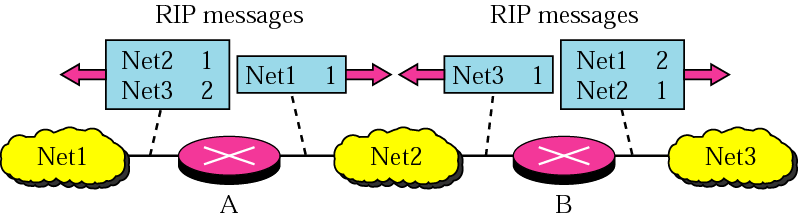 RIP messages
RIP messages
Net2 1
Net3 2
Net1 1
Net3 1
Net1 2
Net2 1
Net1
Net2
Net3
A
B